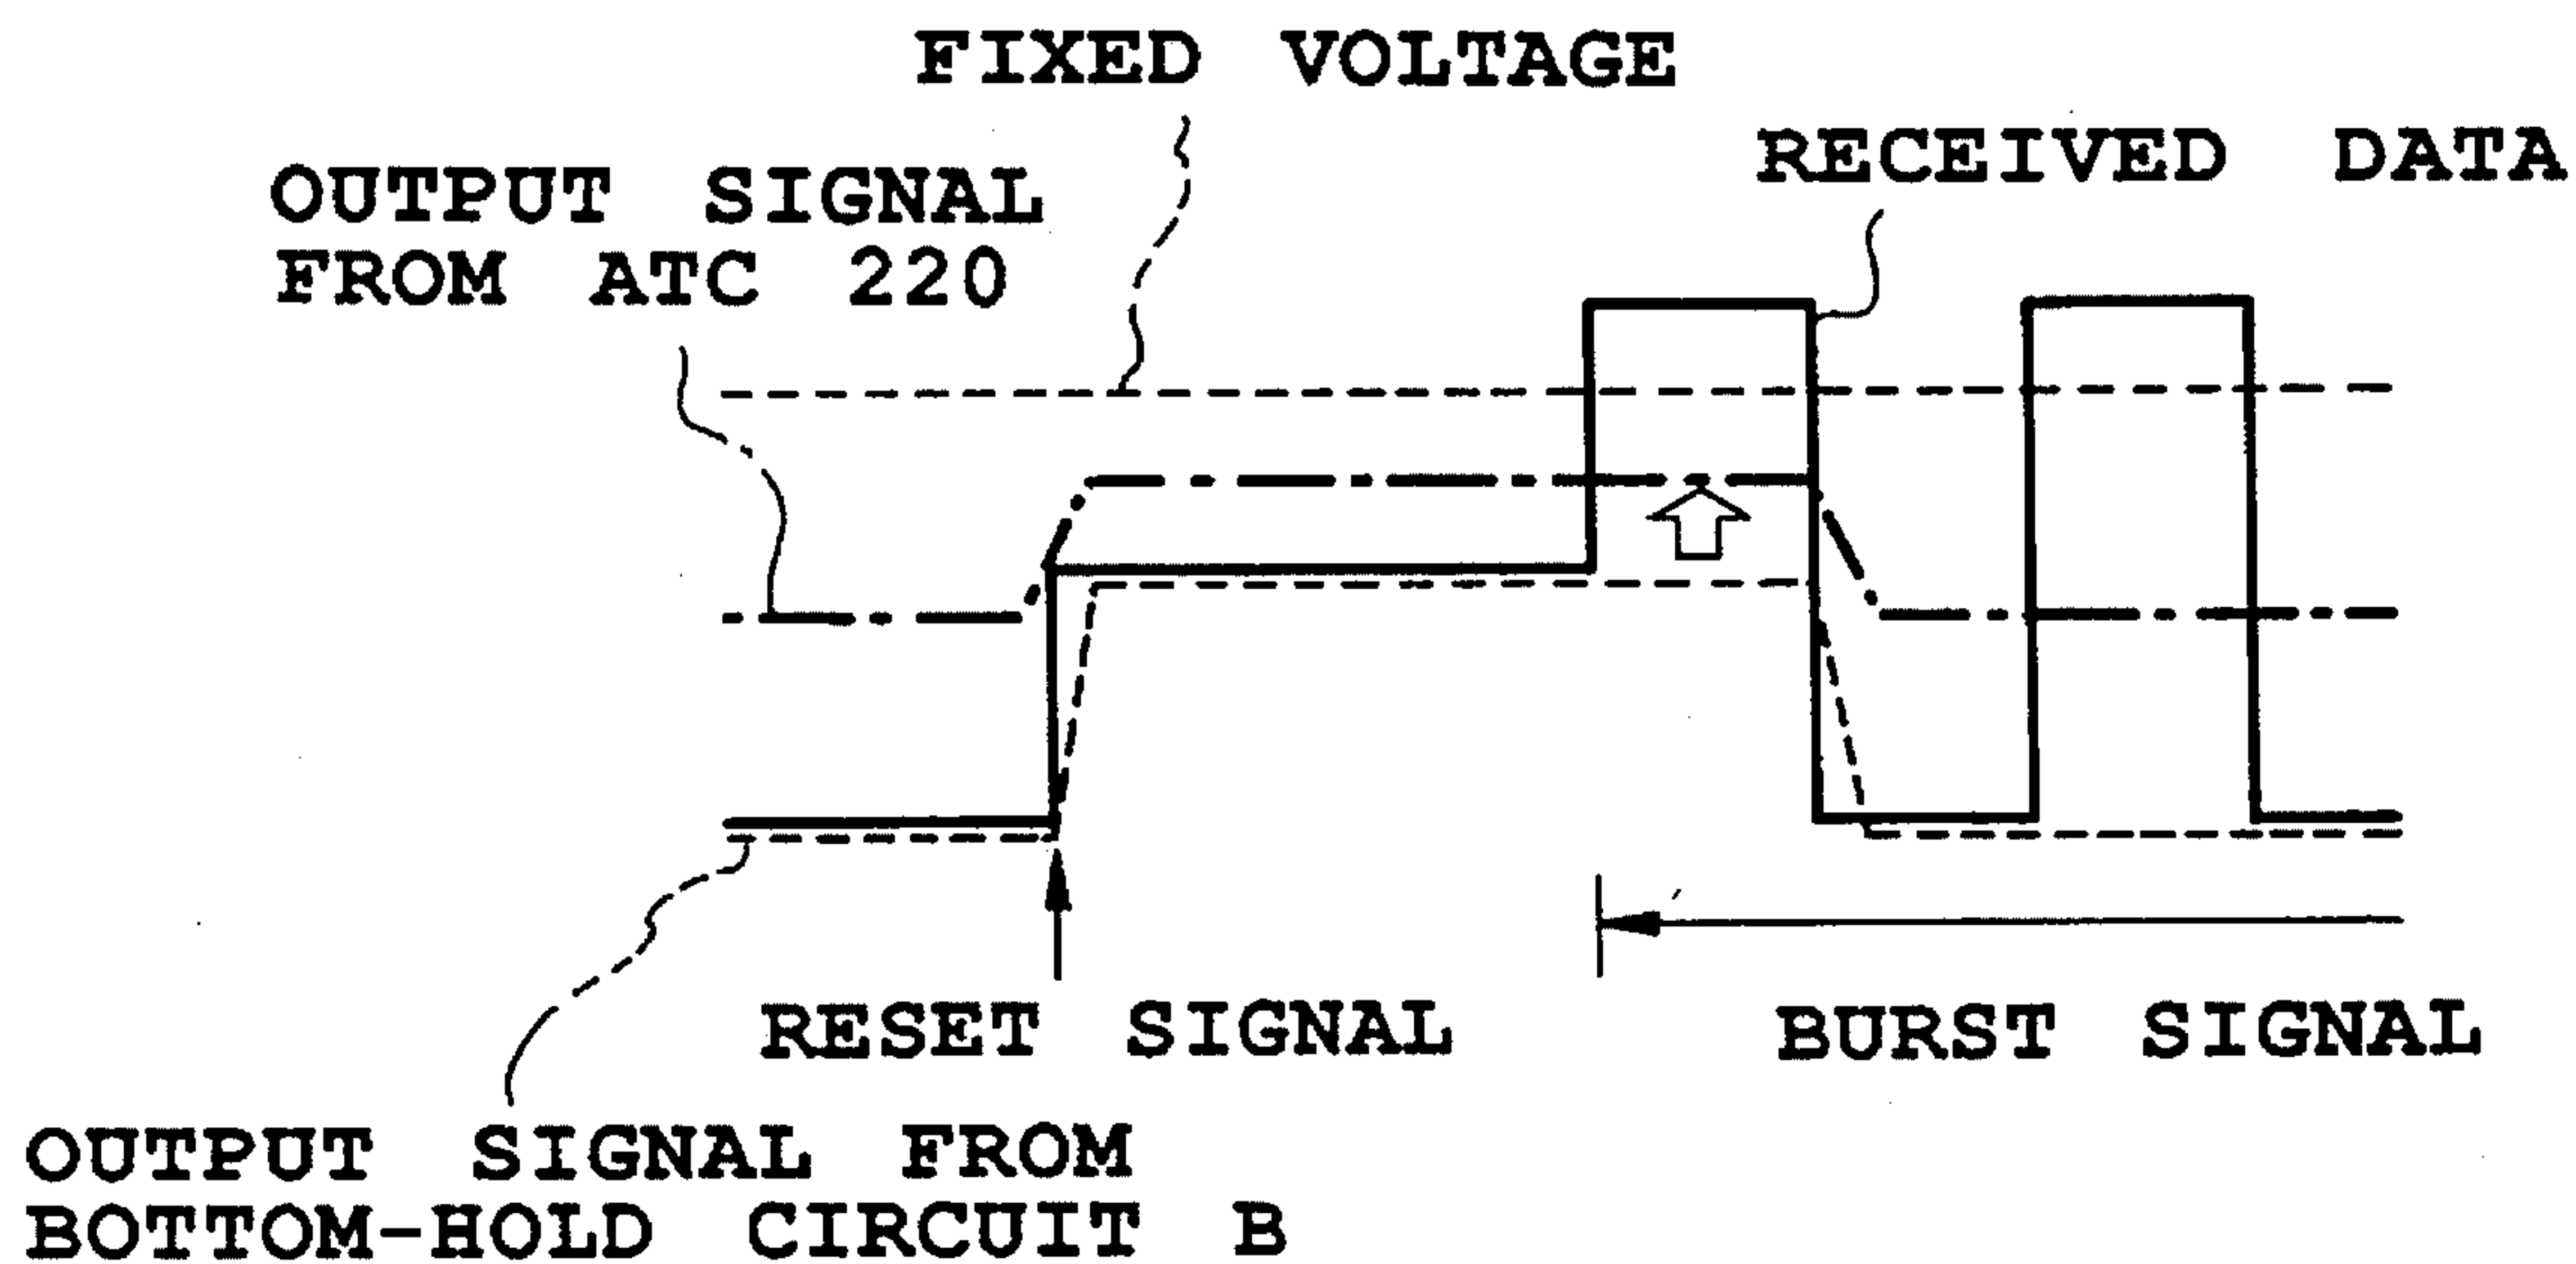 FIXED VOLTAGE
RECEIVED DATA
OUTPUT SIGNAL
FROM ATC 220
RESET SIGNAL
BURST SIGNAL
OUTPUT SIGNAL FROM
BOTTOM-HOLD CIRCUIT B